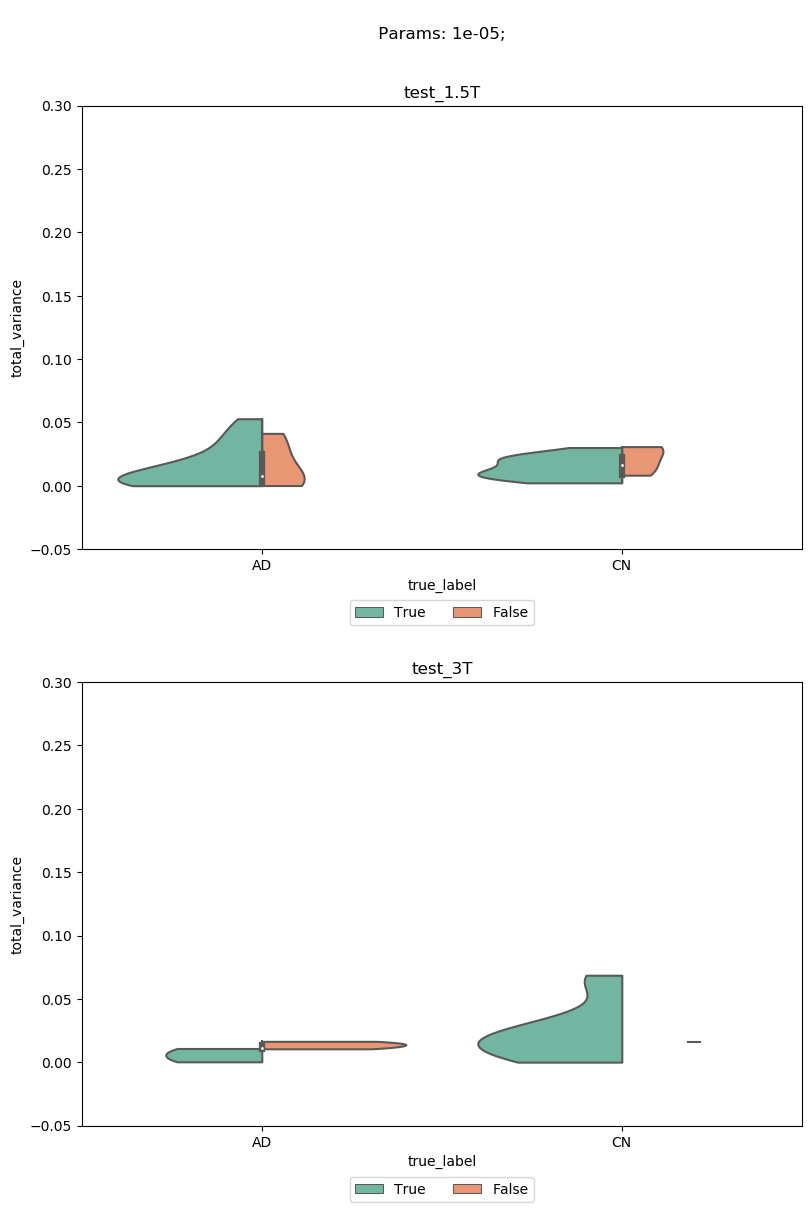 Params: 1e-05;
test_1.5T
0.30
0.25
0.20
0.15
0.10
0.05
0.00
−0.05
total_variance
AD CN
true_label
True False
test_3T
0.30
0.25
0.20
0.15
0.10
0.05
0.00
−0.05
total_variance
AD CN
true_label
True False